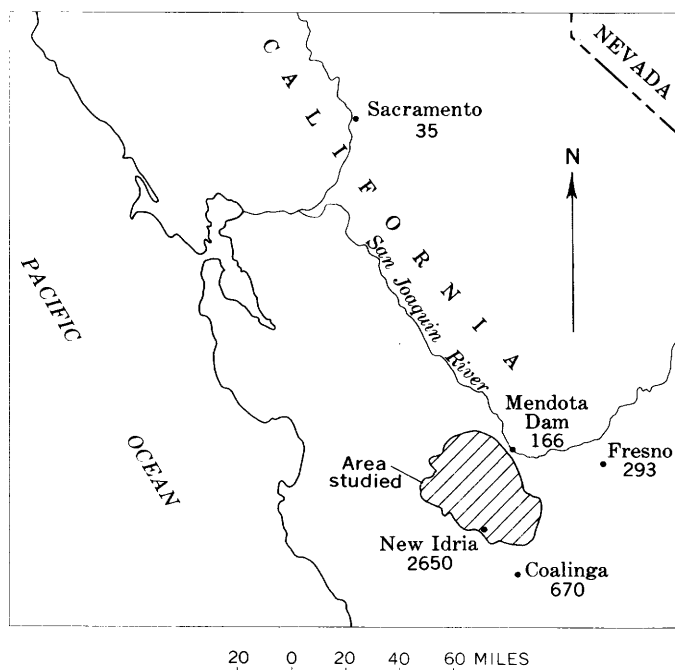 NEVADA
CALIFORNIA
Sacramento
35
N
San Joaquin River
PACIFIC
OCEAN
Mendota
Dam
166
Fresno
293
Area
studied
New Idria
2650
Coalinga
670
20 0 20 40 60 MILES